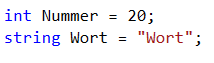 int Nummer = 20;
string Wort = "Wort";